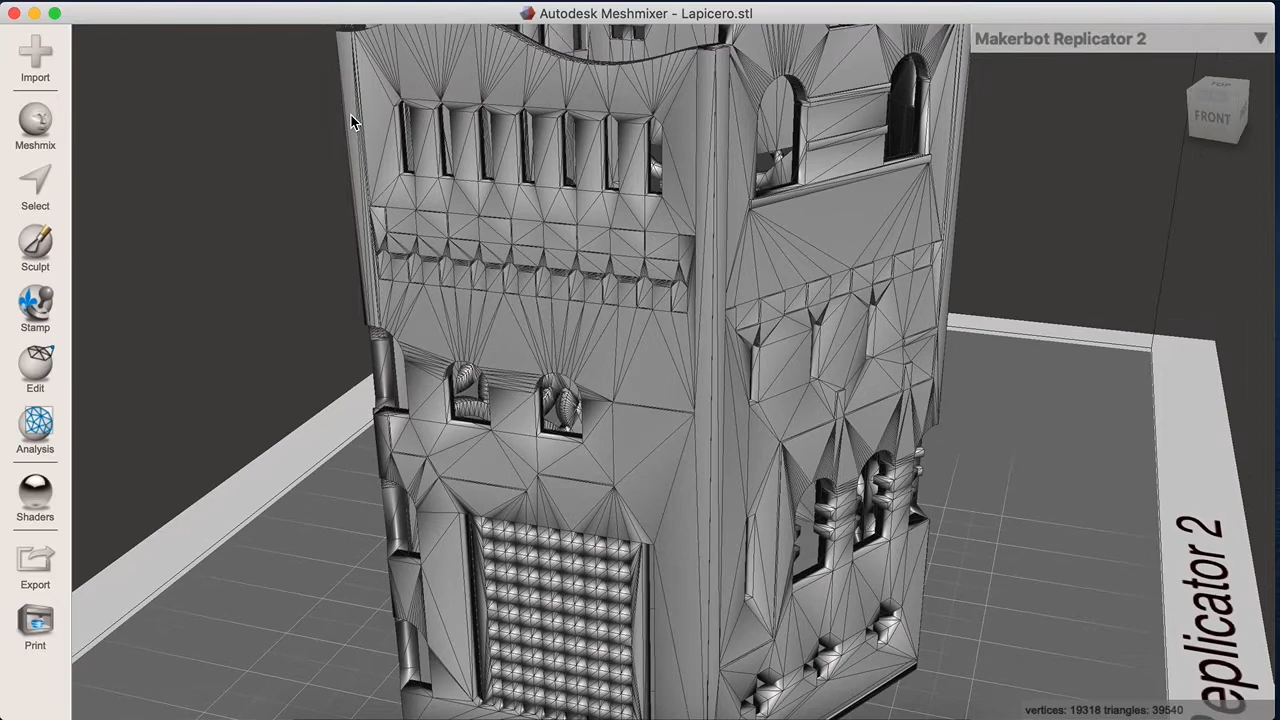 Autodesk Meshmixer - Lapicero.stl
Makerbot Replicator 2
Import
Meshmix
Select
Sculpt
Stamp
Edit
Analysis
Shaders
Export
Print
TOP
FRONT
eplicator 2
vertices: 19318 triangles: 39540